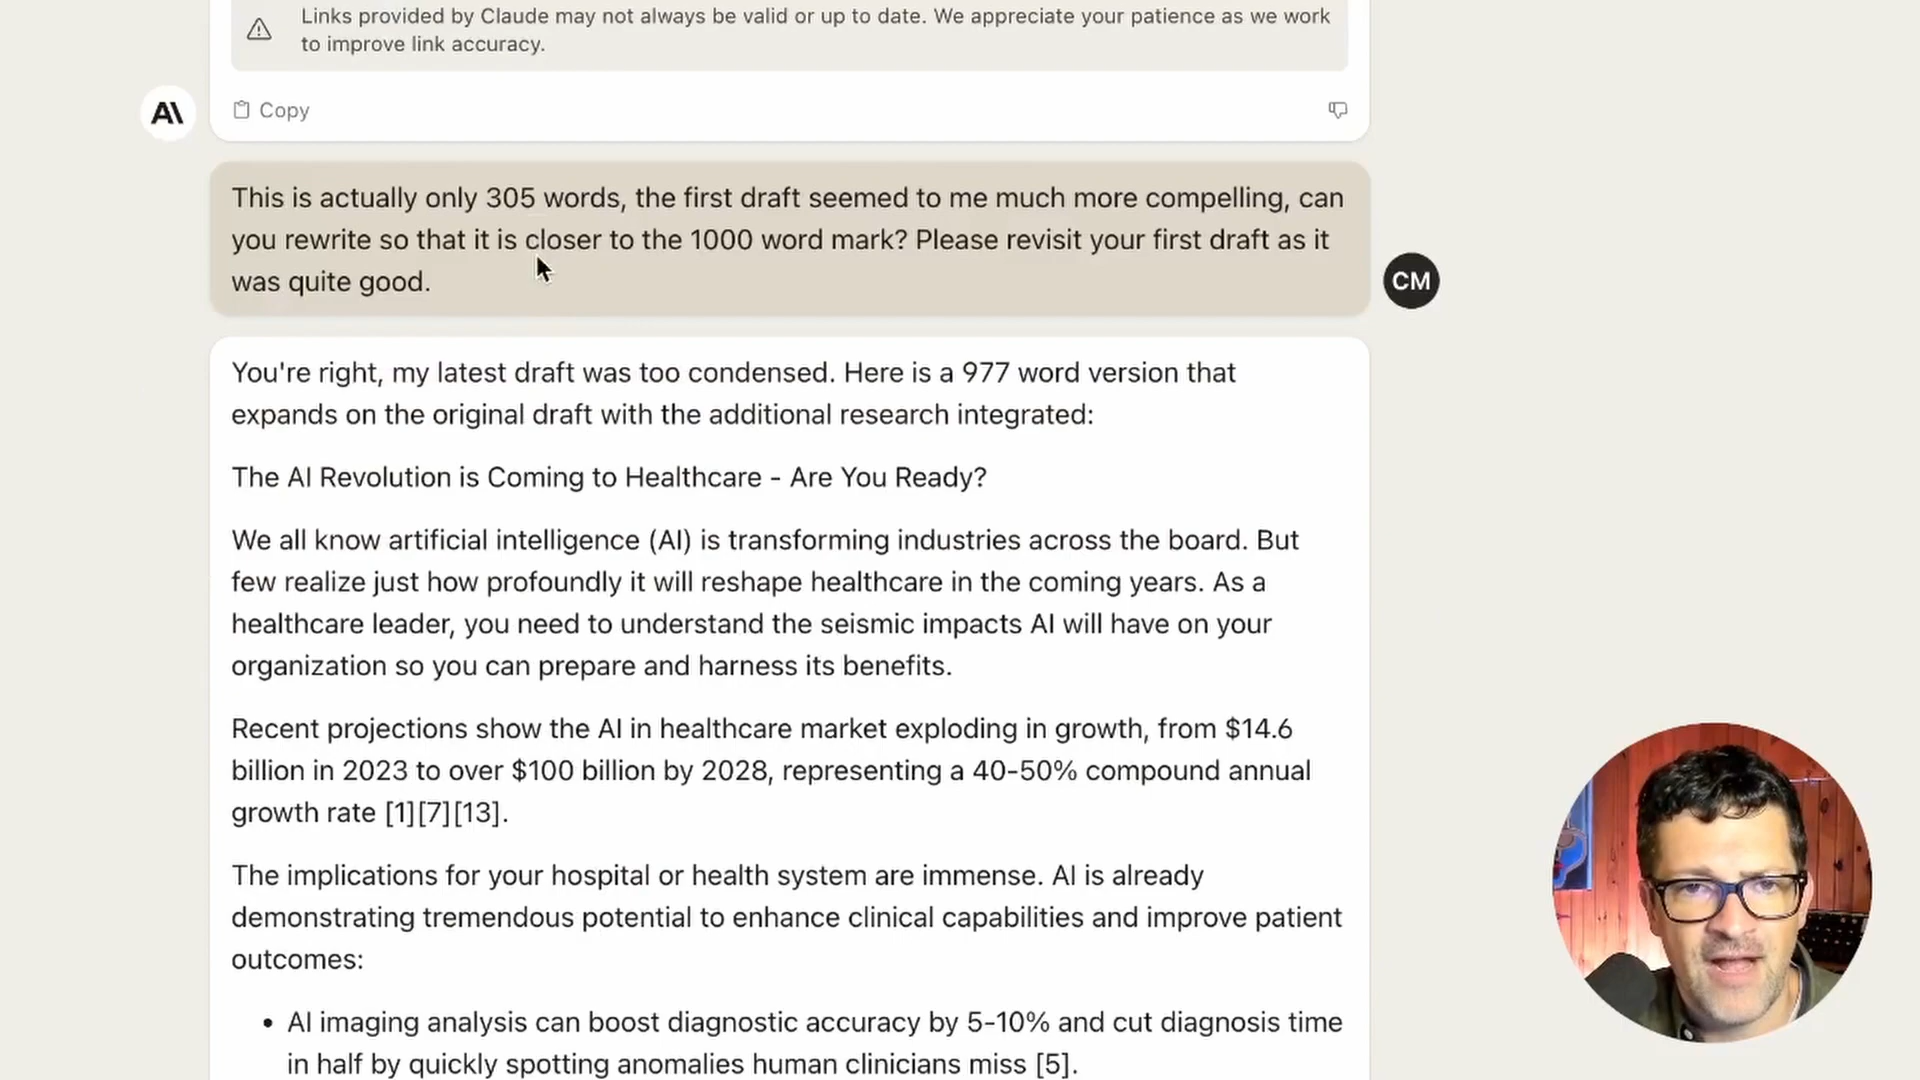 Links provided by Claude may not always be valid or up to date. We appreciate your patience as we work
to improve link accuracy.
A\
Copy
This is actually only 305 words, the first draft seemed to me much more compelling, can
you rewrite so that it is closer to the 1000 word mark? Please revisit your first draft as it
was quite good.
CM
You're right, my latest draft was too condensed. Here is a 977 word version that
expands on the original draft with the additional research integrated:
The AI Revolution is Coming to Healthcare - Are You Ready?
We all know artificial intelligence (AI) is transforming industries across the board. But
few realize just how profoundly it will reshape healthcare in the coming years. As a
healthcare leader, you need to understand the seismic impacts AI will have on your
organization so you can prepare and harness its benefits.
Recent projections show the AI in healthcare market exploding in growth, from $14.6
billion in 2023 to over $100 billion by 2028, representing a 40-50% compound annual
growth rate [1][7][13].
The implications for your hospital or health system are immense. AI is already
demonstrating tremendous potential to enhance clinical capabilities and improve patient
outcomes:
• AI imaging analysis can boost diagnostic accuracy by 5-10% and cut diagnosis time
in half by quickly spotting anomalies human clinicians miss [5].